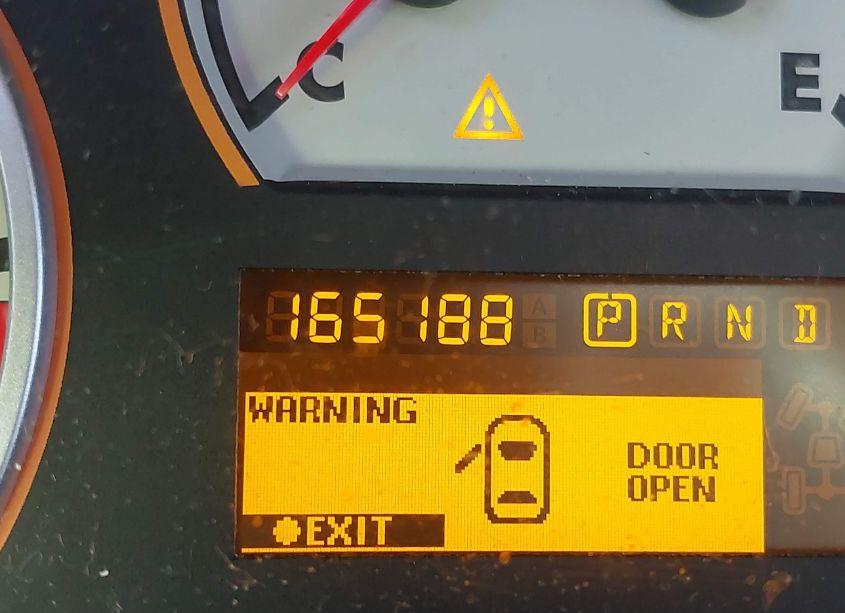 C E
165188 A P R N D
B
WARNING
DOOR
OPEN
EXIT